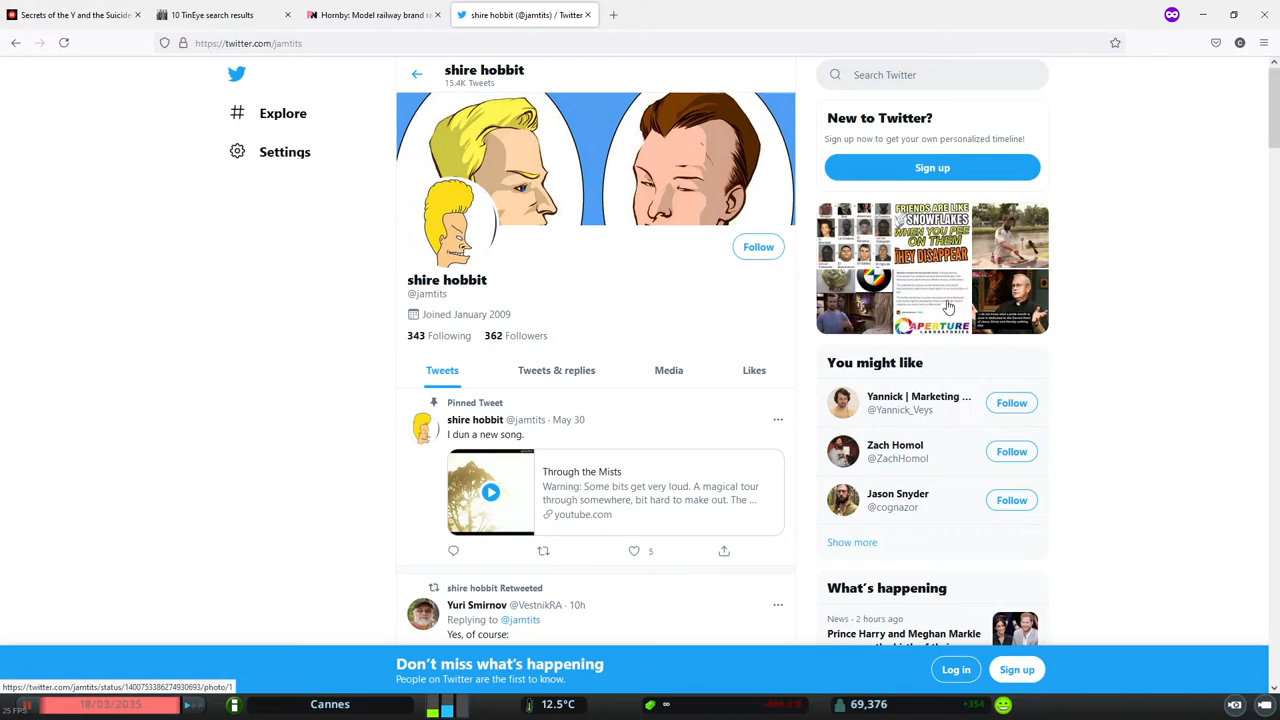 Secrets of the Y and the Suicide
10 TinEye search results
Hornby: Model railway brand ra
shire hobbit (@jamtits) / Twitter
https://twitter.com/jamtits
shire hobbit
15.4K Tweets
Search Twitter
Explore
Settings
New to Twitter?
Sign up now to get your own personalized timeline!
Sign up
FRIENDS ARE LIKE
SNOWFLAKES
WHEN YOU PEE
ON THEM
THEY DISAPPEAR
APERTURE
LABORATORIES
Follow
shire hobbit
@jamtits
Joined January 2009
343 Following 362 Followers
Tweets
Tweets & replies
Media
Likes
Pinned Tweet
shire hobbit @jamtits · May 30
I dun a new song.
Through the Mists
Warning: Some bits get very loud. A magical tour
through somewhere, bit hard to make out. The ...
youtube.com
5
shire hobbit Retweeted
Yuri Smirnov @VestnikRA · 10h
Replying to @jamtits
Yes, of course:
You might like
Yannick | Marketing ...
@Yannick_Veys
Follow
Zach Homol
@ZachHomol
Follow
Jason Snyder
@cognazor
Follow
Show more
What's happening
News · 2 hours ago
Prince Harry and Meghan Markle
Don't miss what's happening
People on Twitter are the first to know.
Log in
Sign up
https://twitter.com/jamtits/status/1400753386274930693/photo/1
25 FPS
18/03/2035
Cannes
12.5°C
∞
69,376
+354